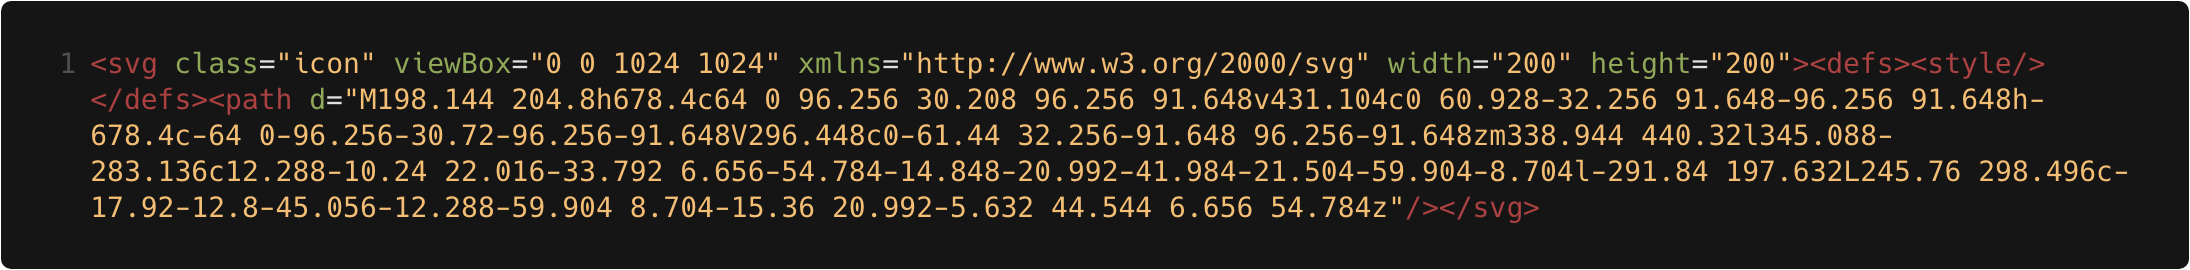 1 <svg class="icon" viewBox="0 0 1024 1024" xmlns="http://www.w3.org/2000/svg" width="200" height="200"><defs><style/>
</defs><path d="M198.144 204.8h678.4c64 0 96.256 30.208 96.256 91.648v431.104c0 60.928-32.256 91.648-96.256 91.648h-
678.4c-64 0-96.256-30.72-96.256-91.648V296.448c0-61.44 32.256-91.648 96.256-91.648zm338.944 440.32l345.088-
283.136c12.288-10.24 22.016-33.792 6.656-54.784-14.848-20.992-41.984-21.504-59.904-8.704l-291.84 197.632L245.76 298.496c-
17.92-12.8-45.056-12.288-59.904 8.704-15.36 20.992-5.632 44.544 6.656 54.784z"/></svg>